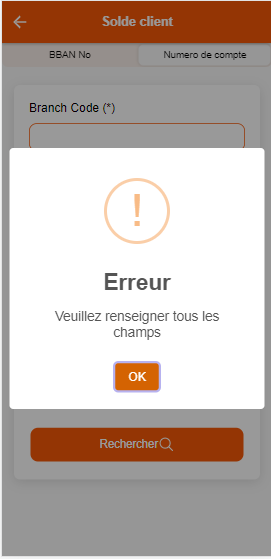 Solde client
BBAN No
Numero de compte
Branch Code (*)
!
Erreur
Veuillez renseigner tous les
champs
OK
Rechercher